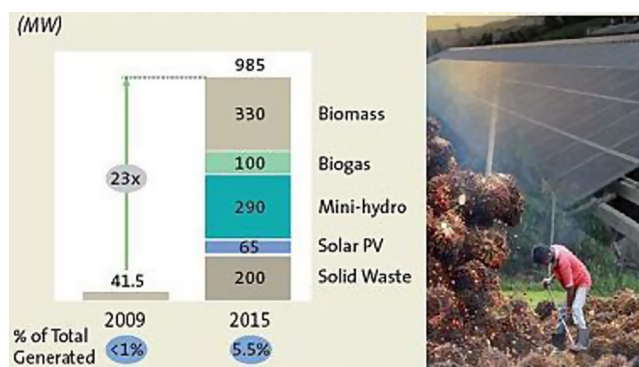 (MW)
985
330 Biomass
100 Biogas
23x
290 Mini-hydro
65 Solar PV
41.5
200 Solid Waste
2009 2015
% of Total
Generated <1% 5.5%